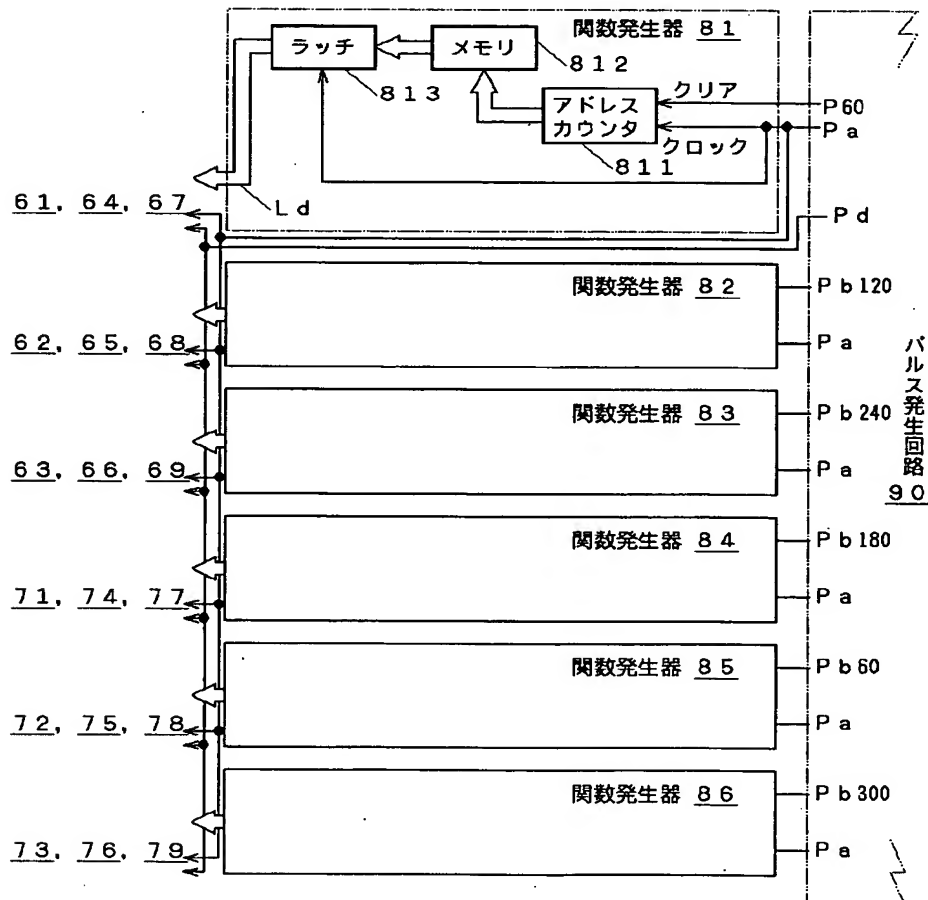 関数発生器 81
ラッチ
メモリ
812
813
アドレス
カウンタ
クリア
クロック
811
P60
Pa
Ld
61, 64, 67
Pd
関数発生器 82
Pb120
62, 65, 68
Pa
関数発生器 83
Pb240
63, 66, 69
Pa
パルス発生回路
90
関数発生器 84
Pb180
71, 74, 77
Pa
関数発生器 85
Pb60
72, 75, 78
Pa
関数発生器 86
Pb300
73, 76, 79
Pa